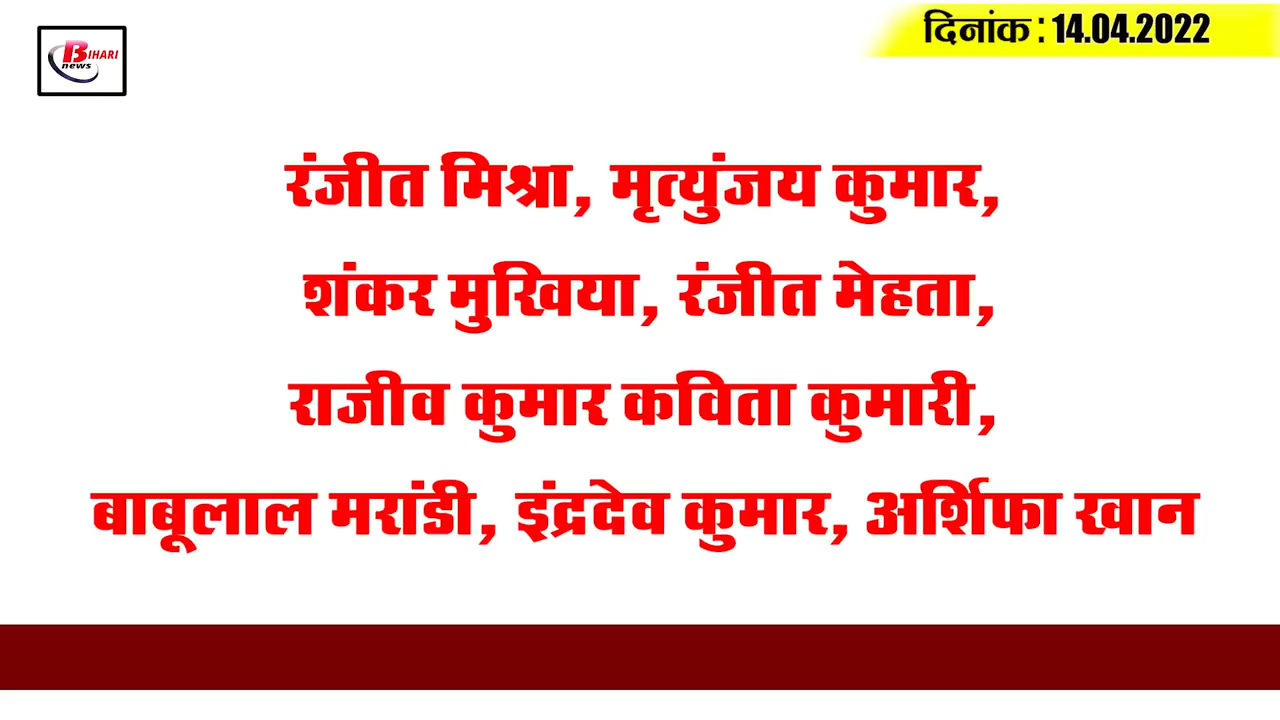 BIHARI
news
दिनांक : 14.04.2022
रंजीत मिश्रा, मृत्युंजय कुमार,
शंकर मुखिया, रंजीत मेहता,
राजीव कुमार कविता कुमारी,
बाबूलाल मरांडी, इंद्रदेव कुमार, अर्शिफा खान